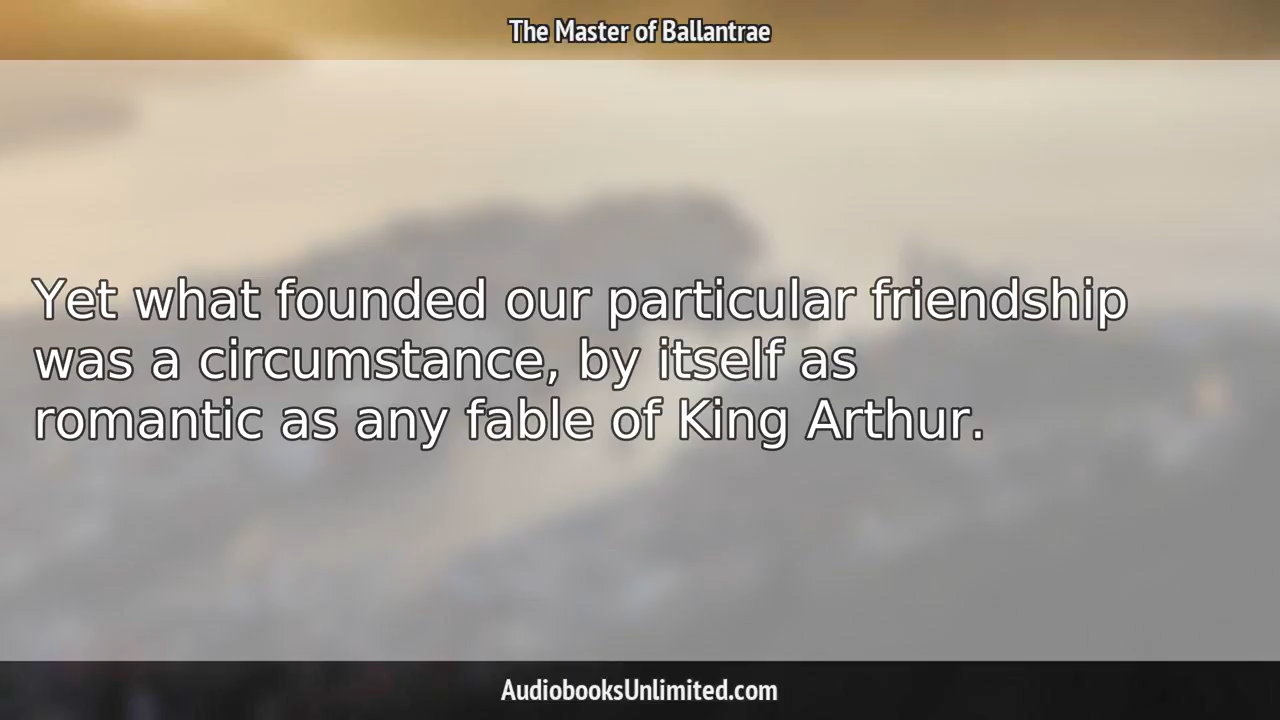 The Master of Ballantrae
Yet what founded our particular friendship
was a circumstance, by itself as
romantic as any fable of King Arthur.
AudiobooksUnlimited.com